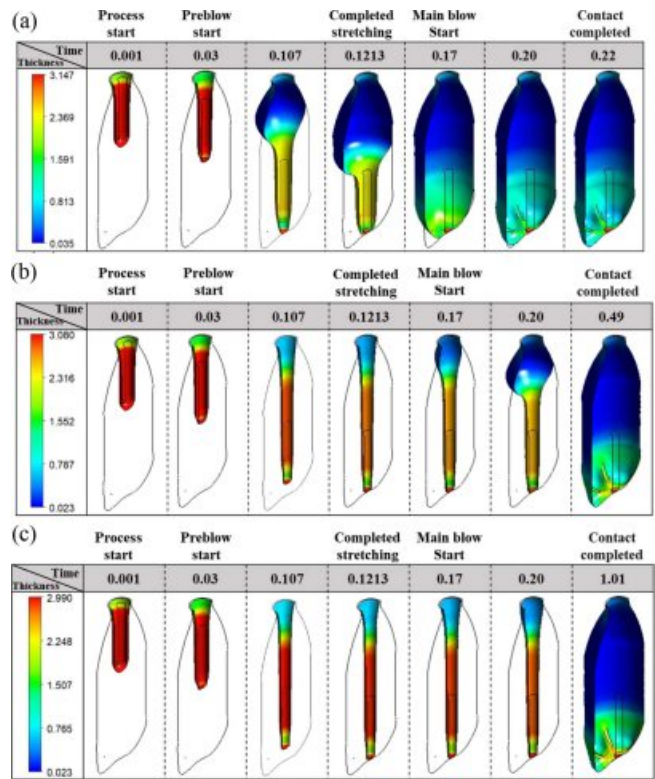 (a)
Process start
Preblow start
Completed stretching
Main blow Start
Contact completed
Time
Thickness
0.001 0.03 0.107 0.1213 0.17 0.20 0.22
3.147
2.369
1.591
0.813
0.035
(b)
Process start
Preblow start
Completed stretching
Main blow Start
Contact completed
Time
Thickness
0.001 0.03 0.107 0.1213 0.17 0.20 0.49
3.080
2.316
1.552
0.787
0.023
(c)
Process start
Preblow start
Completed stretching
Main blow Start
Contact completed
Time
Thickness
0.001 0.03 0.107 0.1213 0.17 0.20 1.01
2.990
2.248
1.507
0.765
0.023